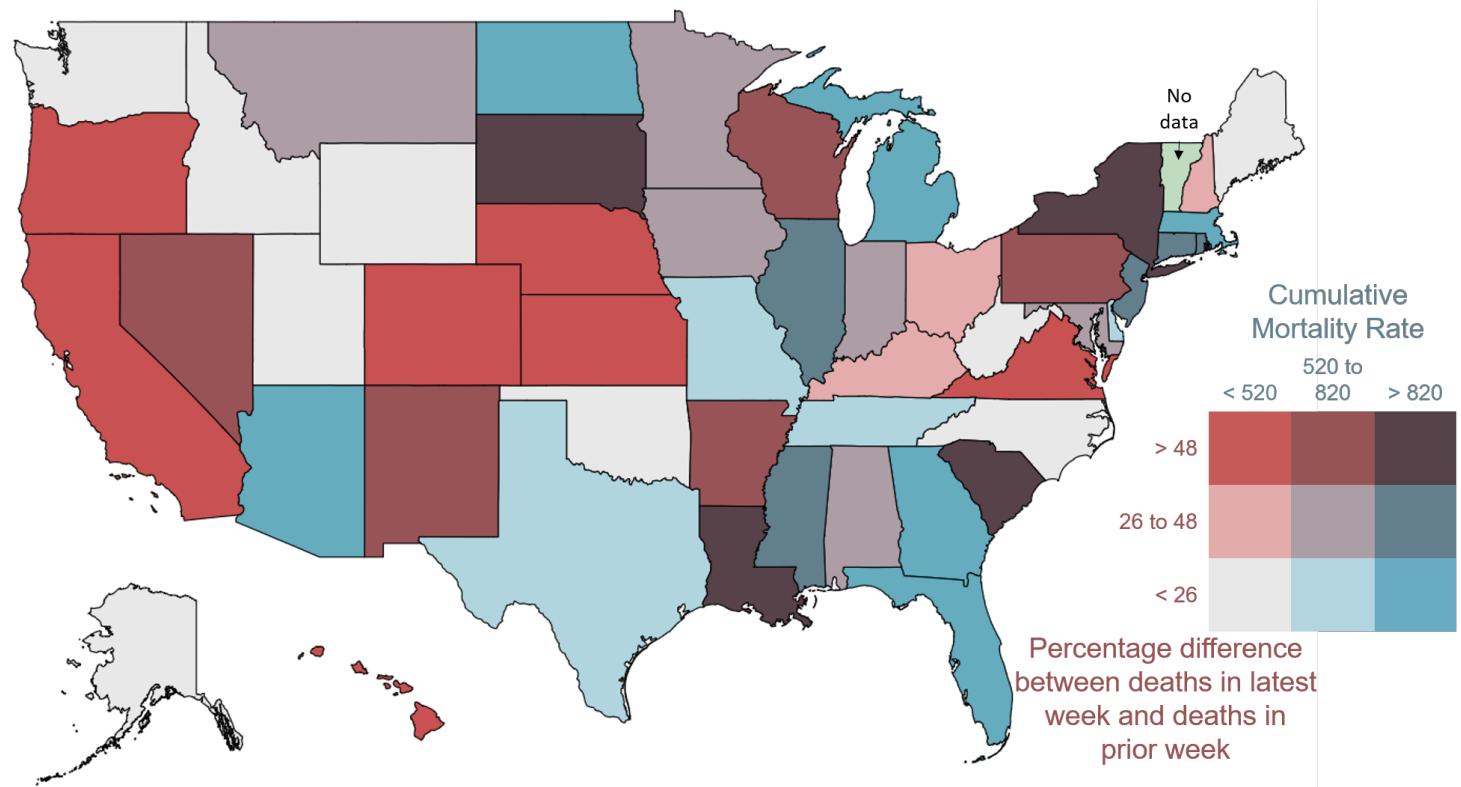 No
data
Cumulative
Mortality Rate
520 to
< 520 820 > 820
> 48
26 to 48
< 26
Percentage difference
between deaths in latest
week and deaths in
prior week